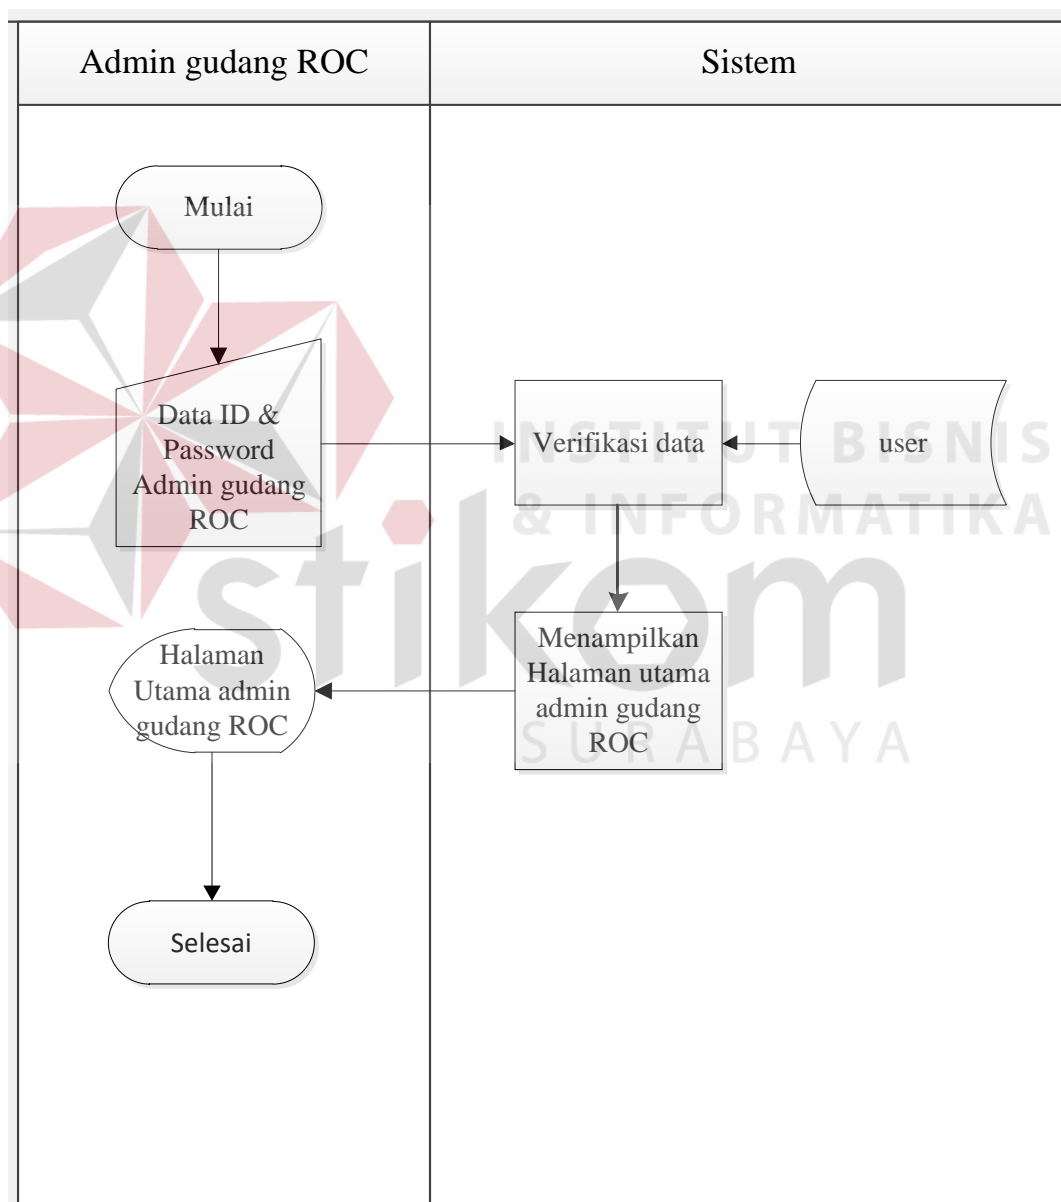 Admin gudang ROC
Sistem
Mulai
Data ID &
Password
Admin gudang
ROC
Verifikasi data
user
INSTITUT BISNIS
& INFORMATIKA
stikom
SURABAYA
Menampilkan
Halaman utama
admin gudang
ROC
Halaman
Utama admin
gudang ROC
Selesai